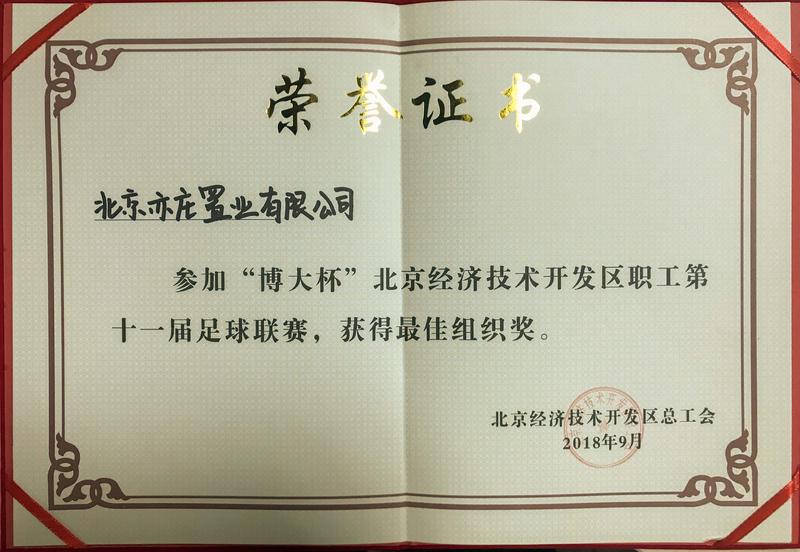 荣誉证书
北京亦庄置业有限公司
参加“博大杯”北京经济技术开发区职工第
十一届足球联赛，获得最佳组织奖。
北京经济技术开发区总工会
2018年9月